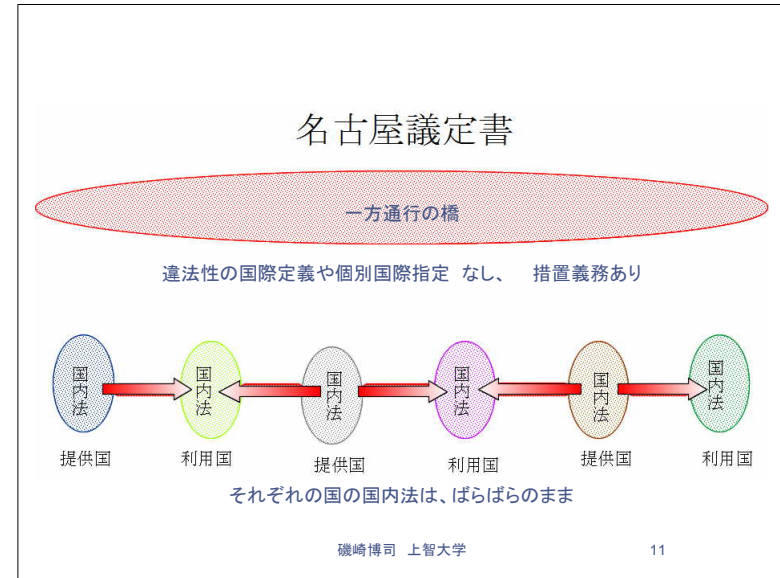 名古屋議定書
一方通行の橋
違法性の国際定義や個別国際指定 なし、 措置義務あり
国内法
国内法
国内法
国内法
国内法
国内法
提供国
利用国
提供国
利用国
提供国
利用国
それぞれの国の国内法は、ばらばらのまま
磯崎博司 上智大学
11